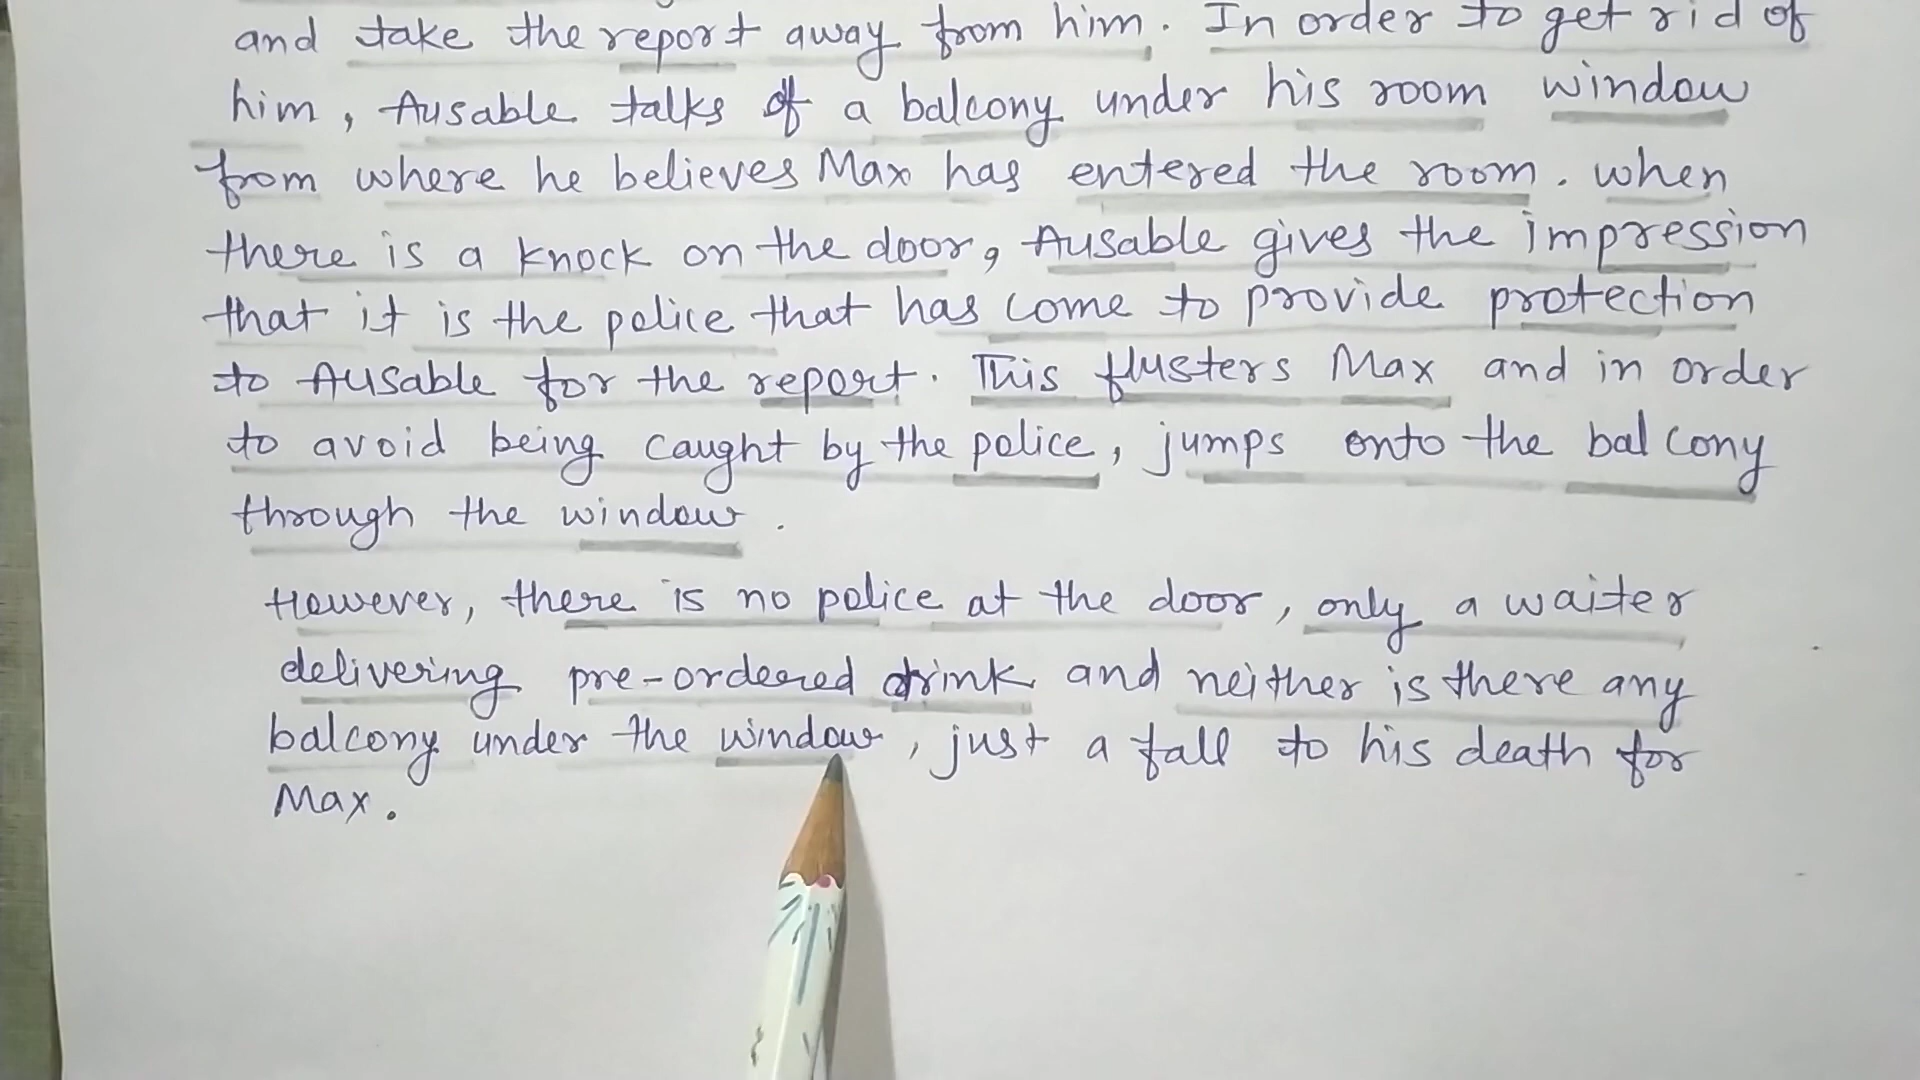 and take the report away from him. In order to get rid of
him, Ausable talks of a balcony under his room window
from where he believes Max has entered the room. when
there is a knock on the door, Ausable gives the impression
that it is the police that has come to provide protection
to Ausable for the report. This flusters Max and in order
to avoid being caught by the police, jumps onto the balcony
through the window.
However, there is no police at the door, only a waiter
delivering pre-ordered drink and neither is there any
balcony under the window, just a fall to his death for
Max.